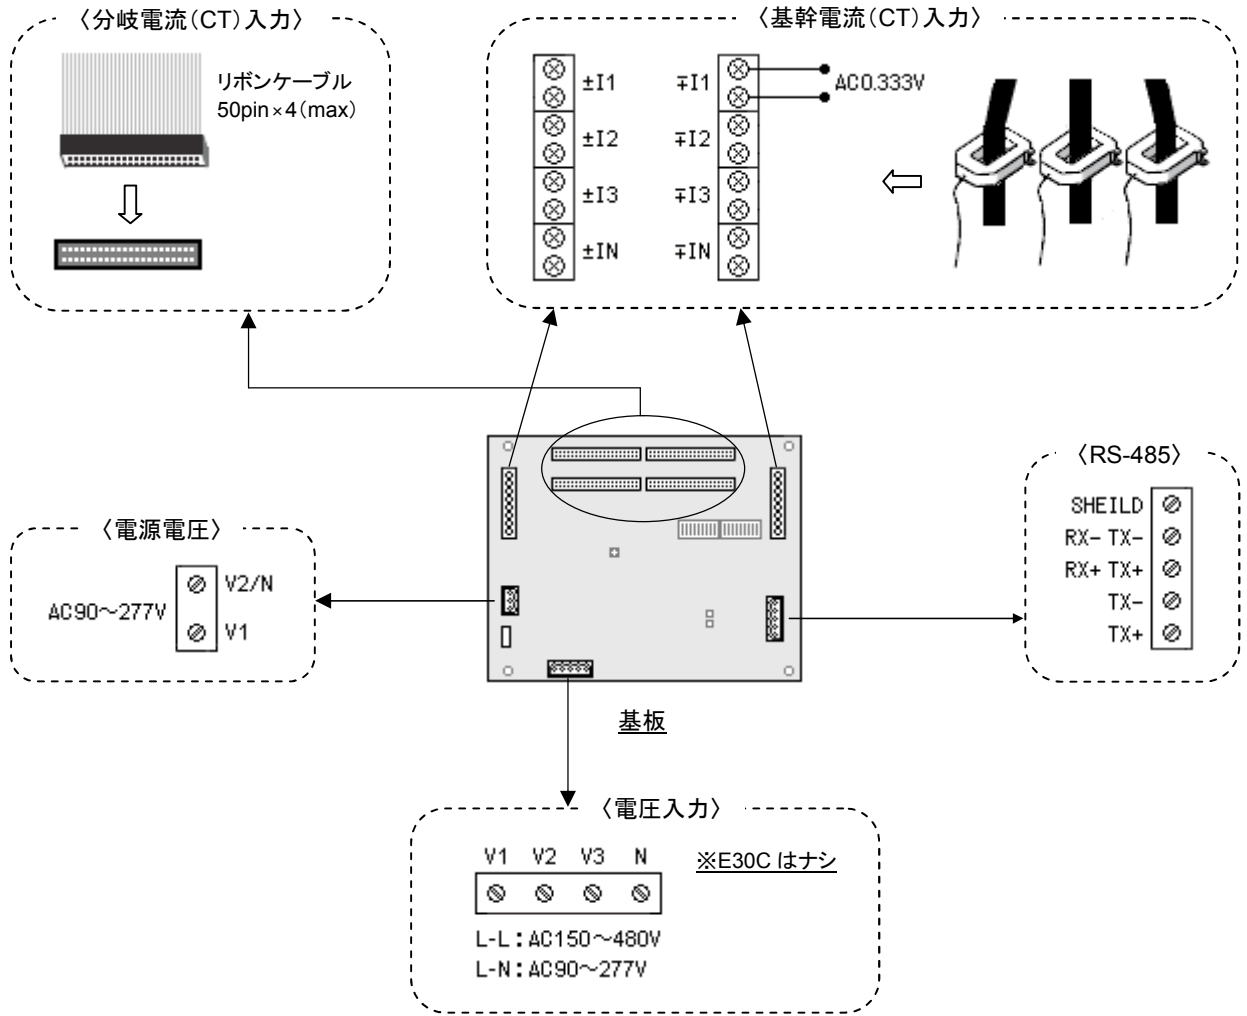 〈分岐電流(CT)入力〉
リボンケーブル
50pin×4(max)
〈基幹電流(CT)入力〉
±I1
±I2
±I3
±IN
∓I1
∓I2
∓I3
∓IN
AC0.333V
〈電源電圧〉
AC90～277V
V2/N
V1
〈RS-485〉
SHEILD
RX- TX-
RX+ TX+
TX-
TX+
基板
〈電圧入力〉
V1 V2 V3 N
※E30C はナシ
L-L：AC150～480V
L-N：AC90～277V